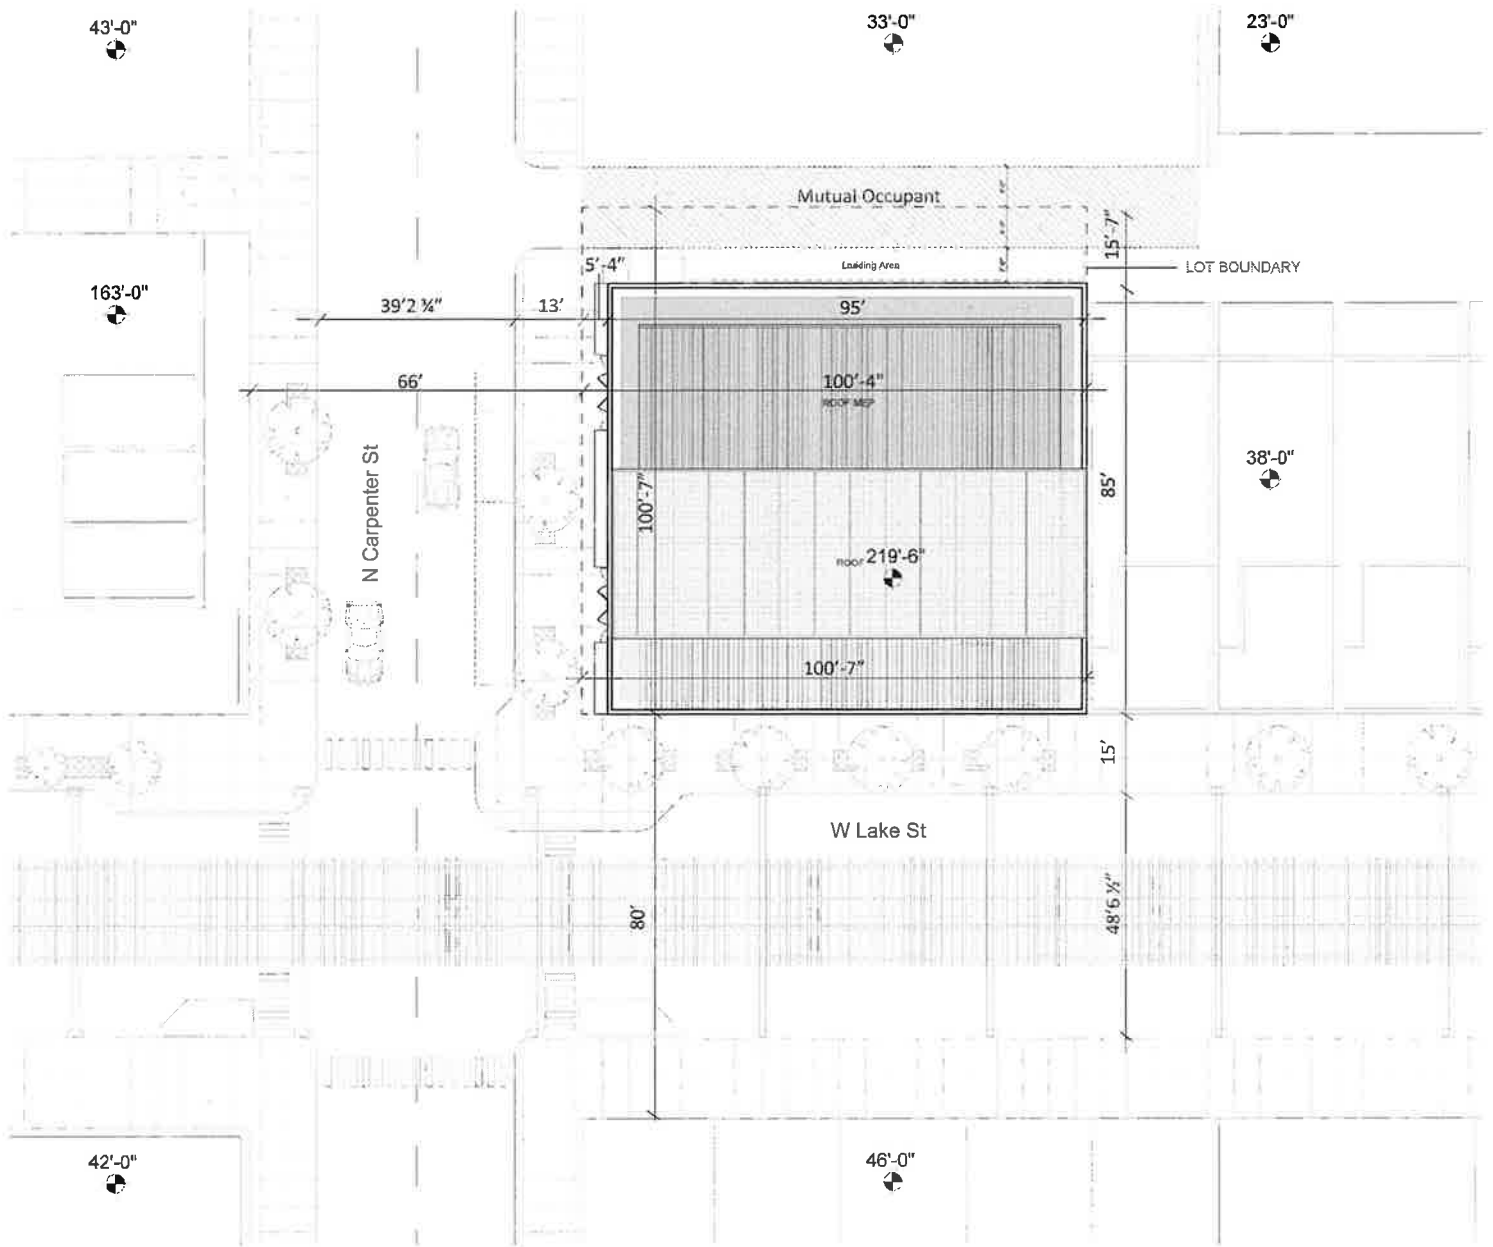 43'-0"
33'-0"
23'-0"
Mutual Occupant
15'-7"
5'-4"
Loading Area
LOT BOUNDARY
163'-0"
39'2 ¾"
13'
95'
66'
100'-4"
ROOF MEP
N Carpenter St
100'-7"
85'
38'-0"
ROOF 219'-6"
100'-7"
15'
W Lake St
80'
48'6 ½"
42'-0"
46'-0"